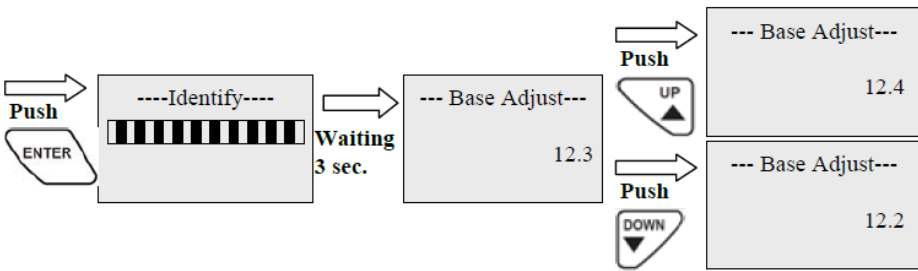 Push
ENTER
----Identify----
Waiting
3 sec.
--- Base Adjust---
12.3
Push
UP
--- Base Adjust---
12.4
Push
DOWN
--- Base Adjust---
12.2